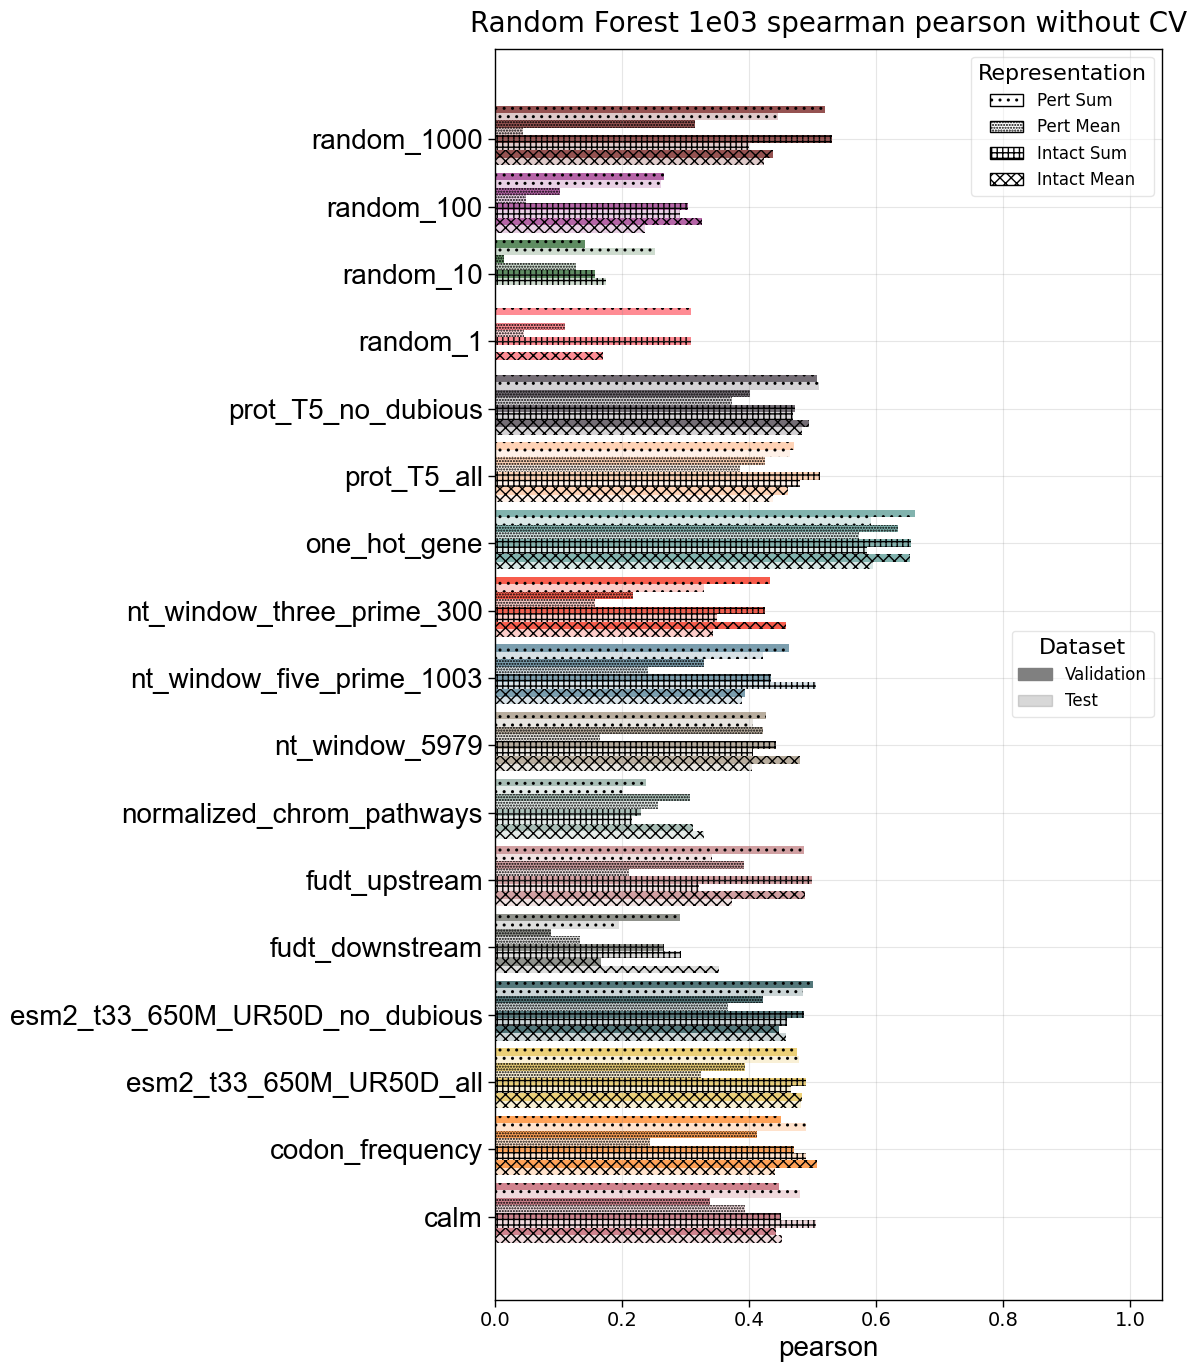 Random Forest 1e03 spearman pearson without CV
Representation
Pert Sum
Pert Mean
Intact Sum
Intact Mean
random_1000
random_100
random_10
random_1
prot_T5_no_dubious
prot_T5_all
one_hot_gene
nt_window_three_prime_300
nt_window_five_prime_1003
Dataset
Validation
Test
nt_window_5979
normalized_chrom_pathways
fudt_upstream
fudt_downstream
esm2_t33_650M_UR50D_no_dubious
esm2_t33_650M_UR50D_all
codon_frequency
calm
0.0 0.2 0.4 0.6 0.8 1.0
pearson